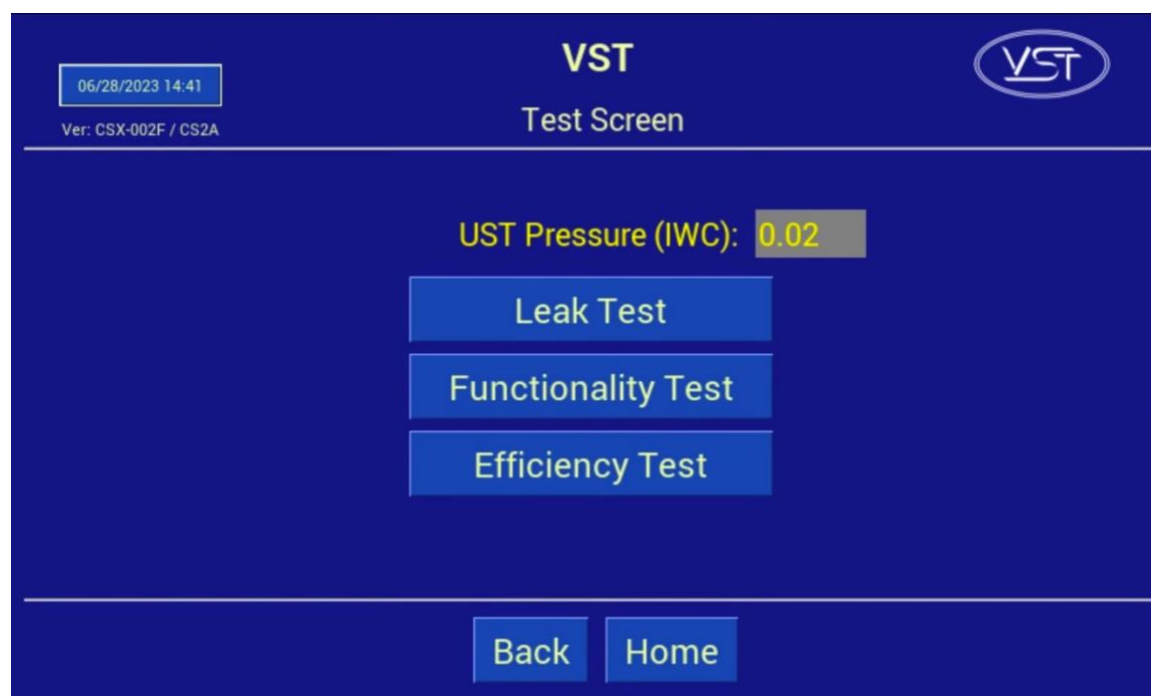 VST
VST
06/28/2023 14:41
Test Screen
Ver: CSX-002F / CS2A
UST Pressure (IWC): 0.02
Leak Test
Functionality Test
Efficiency Test
Back Home